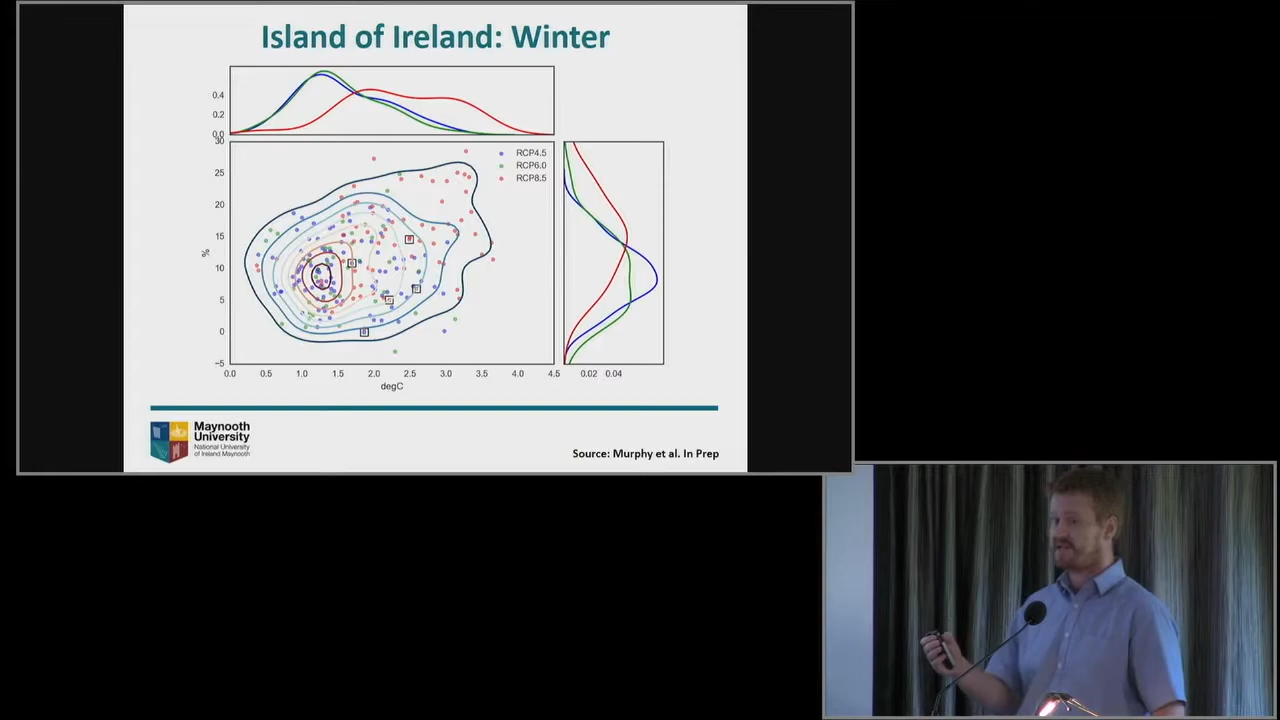 Island of Ireland: Winter
0.4
0.2
0.0
30
25
20
15
10
5
0
−5
%
RCP4.5
RCP6.0
RCP8.5
0.0 0.5 1.0 1.5 2.0 2.5 3.0 3.5 4.0 4.5
degC
0.02 0.04
Maynooth
University
National University
of Ireland Maynooth
Source: Murphy et al. In Prep